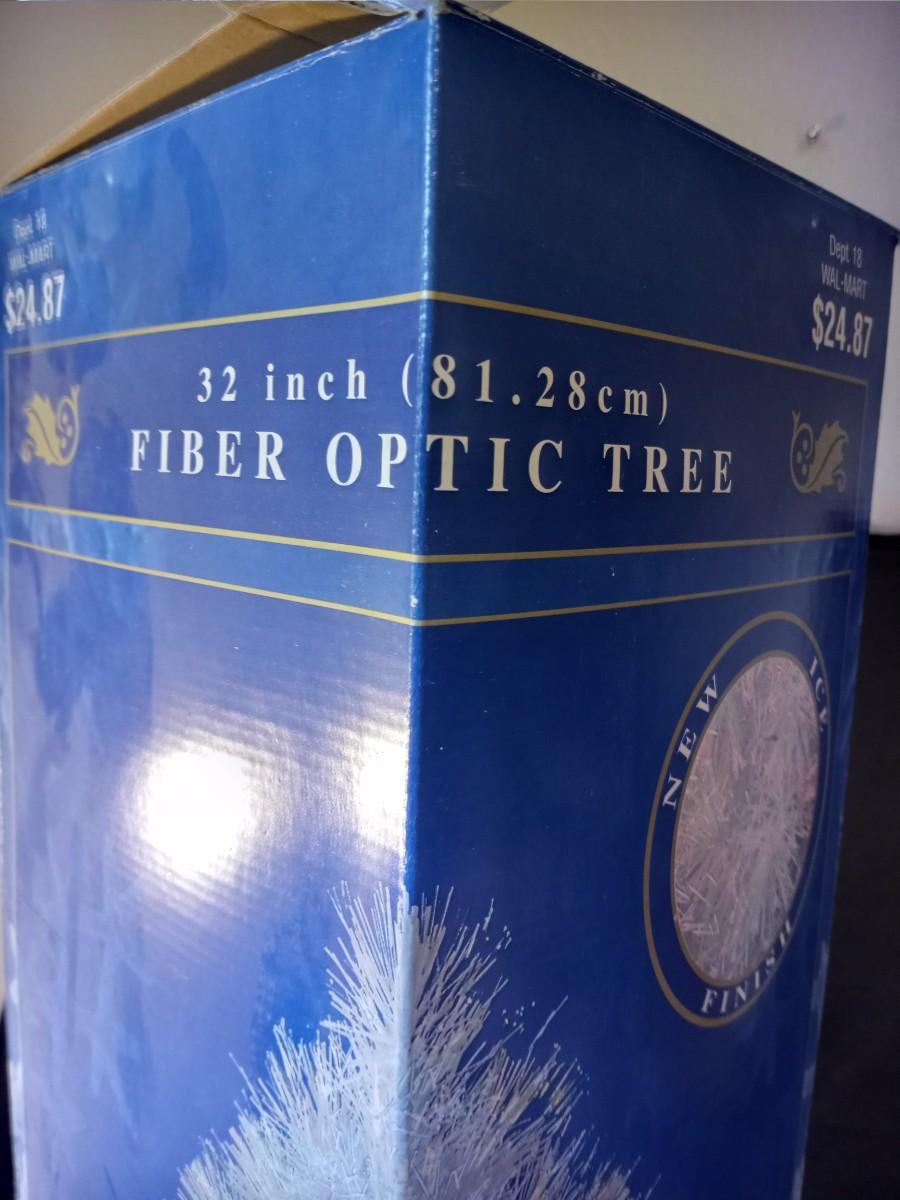 Dept. 18
WAL-MART
$24.87
Dept. 18
WAL-MART
$24.87
32 inch (81.28cm)
FIBER OPTIC TREE
NEW ICY
FINISH